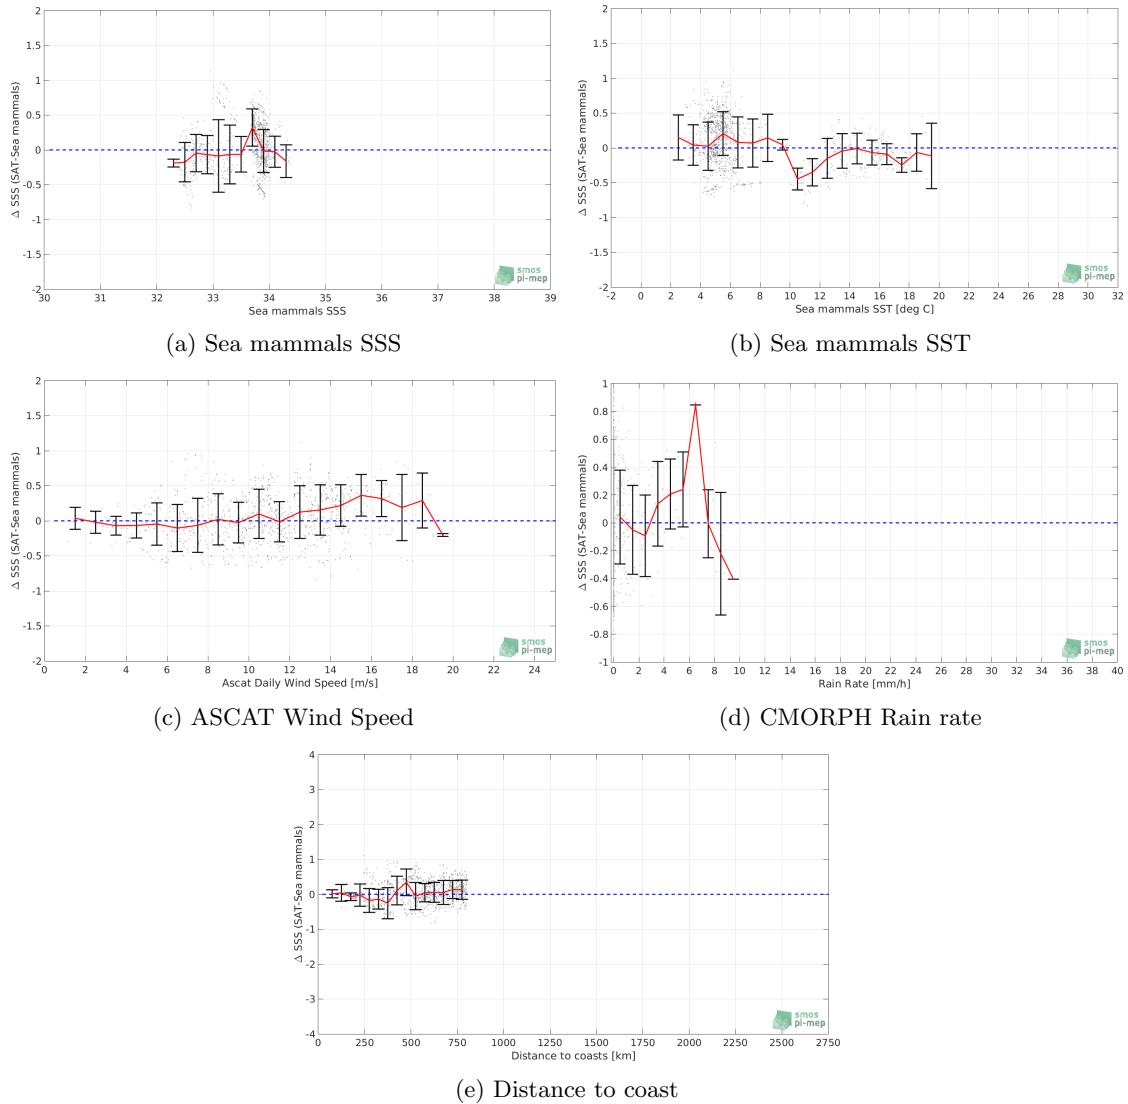 2
1.5
1
0.5
0
-0.5
-1
-1.5
-2
Δ SSS (SAT-Sea mammals)
30 31 32 33 34 35 36 37 38 39
Sea mammals SSS
smos
pi-mep
(a) Sea mammals SSS
2
1.5
1
0.5
0
-0.5
-1
-1.5
-2
Δ SSS (SAT-Sea mammals)
-2 0 2 4 6 8 10 12 14 16 18 20 22 24 26 28 30 32
Sea mammals SST [deg C]
smos
pi-mep
(b) Sea mammals SST
2
1.5
1
0.5
0
-0.5
-1
-1.5
-2
Δ SSS (SAT-Sea mammals)
0 2 4 6 8 10 12 14 16 18 20 22 24
Ascat Daily Wind Speed [m/s]
smos
pi-mep
(c) ASCAT Wind Speed
1
0.8
0.6
0.4
0.2
0
-0.2
-0.4
-0.6
-0.8
-1
Δ SSS (SAT-Sea mammals)
0 2 4 6 8 10 12 14 16 18 20 22 24 26 28 30 32 34 36 38 40
Rain Rate [mm/h]
smos
pi-mep
(d) CMORPH Rain rate
4
3
2
1
0
-1
-2
-3
-4
Δ SSS (SAT-Sea mammals)
0 250 500 750 1000 1250 1500 1750 2000 2250 2500 2750
Distance to coasts [km]
smos
pi-mep
(e) Distance to coast